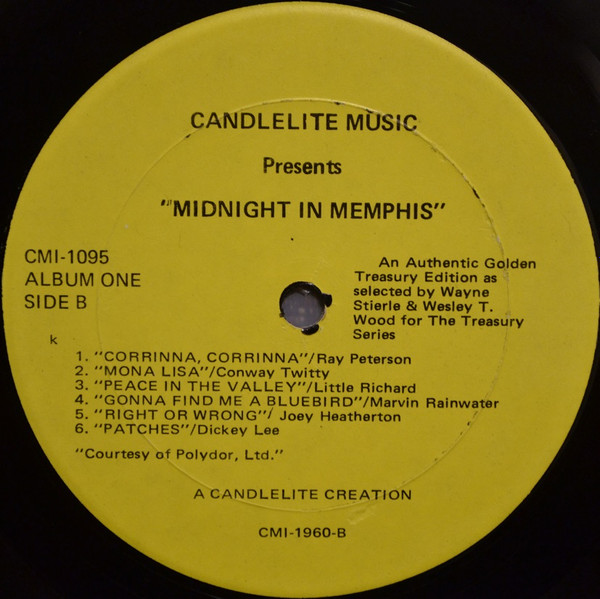 CANDLELITE MUSIC
Presents
"MIDNIGHT IN MEMPHIS"
CMI-1095
ALBUM ONE
SIDE B
An Authentic Golden
Treasury Edition as
selected by Wayne
Stierle & Wesley T.
Wood for The Treasury
Series
k
1. "CORRINNA, CORRINNA"/Ray Peterson
2. "MONA LISA"/Conway Twitty
3. "PEACE IN THE VALLEY"/Little Richard
4. "GONNA FIND ME A BLUEBIRD"/Marvin Rainwater
5. "RIGHT OR WRONG"/ Joey Heatherton
6. "PATCHES"/Dickey Lee
"Courtesy of Polydor, Ltd."
A CANDLELITE CREATION
CMI-1960-B